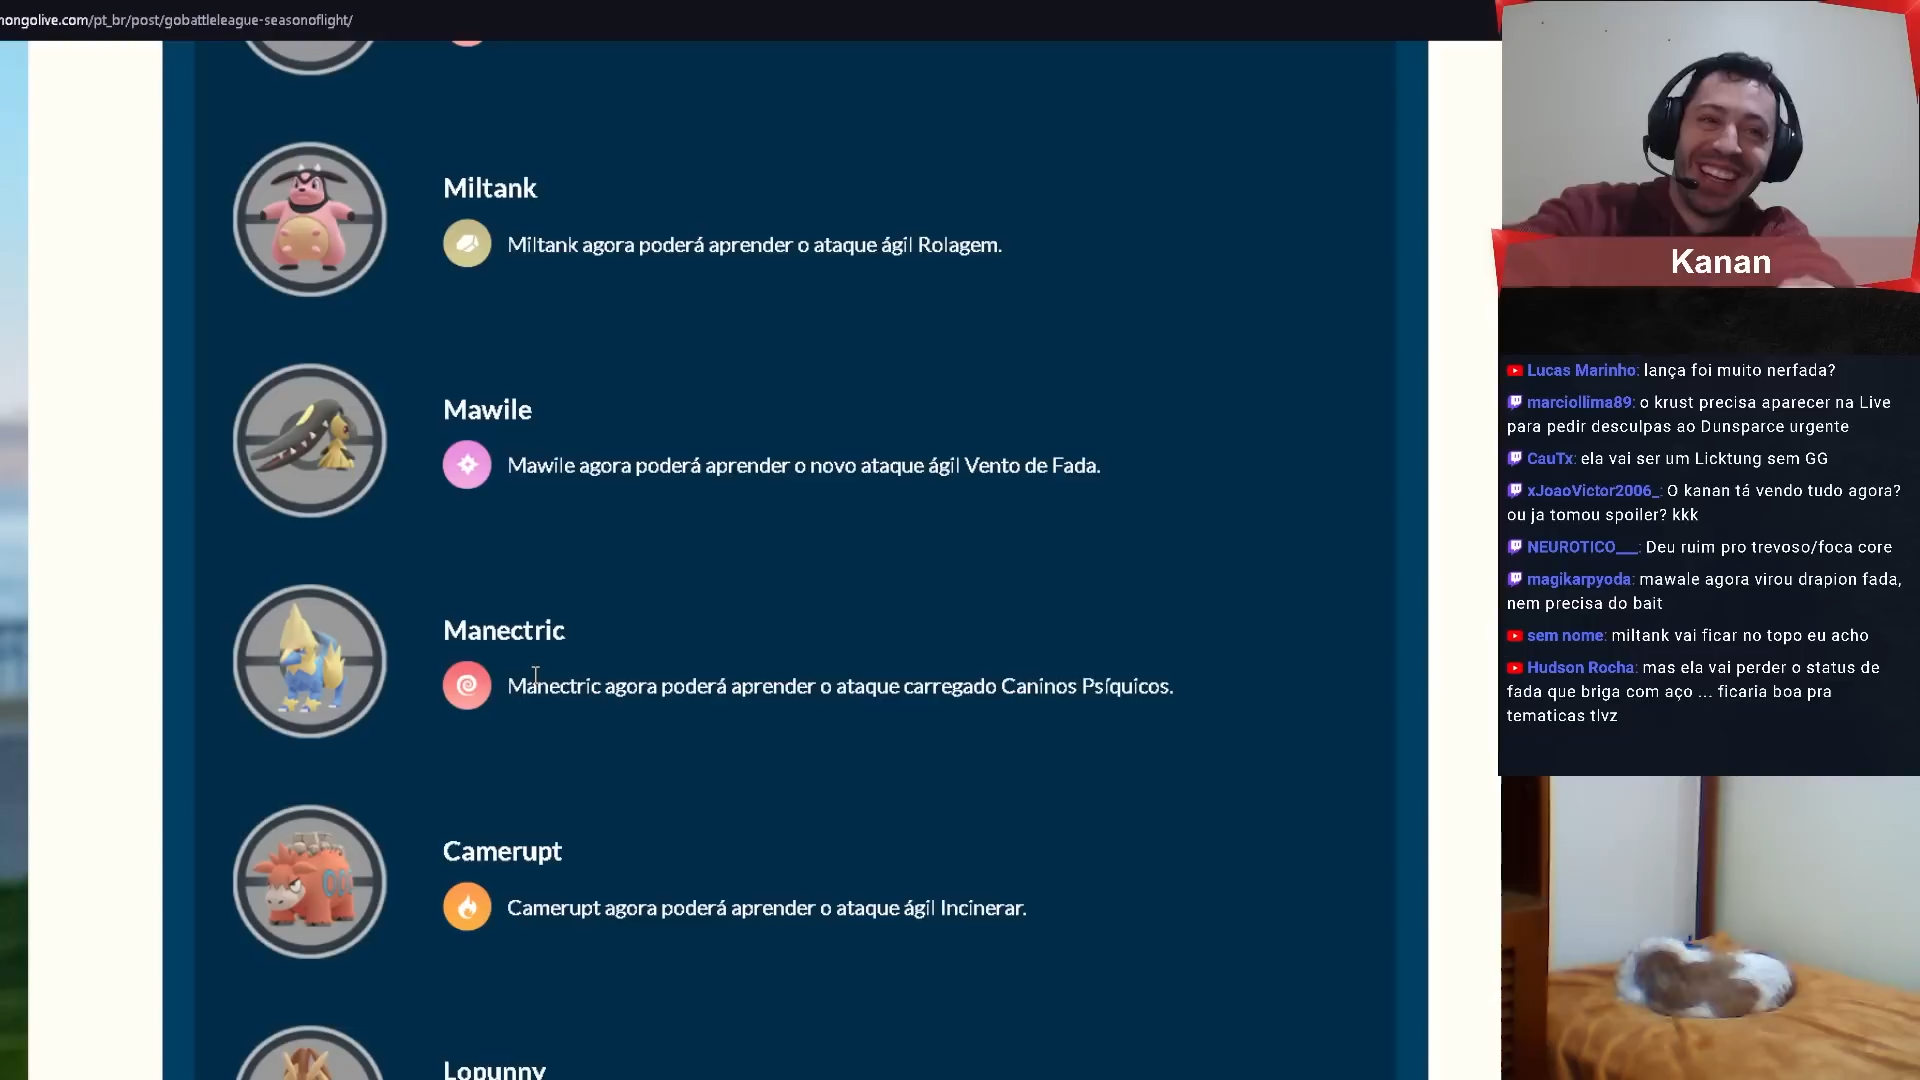 nongolive.com/pt_br/post/gobattleleague-seasonoflight/
Miltank
Miltank agora poderá aprender o ataque ágil Rolagem.
Mawile
Mawile agora poderá aprender o novo ataque ágil Vento de Fada.
Manectric
Manectric agora poderá aprender o ataque carregado Caninos Psíquicos.
Camerupt
Camerupt agora poderá aprender o ataque ágil Incinerar.
Lopunny
Kanan
Lucas Marinho: lança foi muito nerfada?
marciollima89: o krust precisa aparecer na Live
para pedir desculpas ao Dunsparce urgente
CauTx: ela vai ser um Licktung sem GG
xJoaoVictor2006_: O kanan tá vendo tudo agora?
ou ja tomou spoiler? kkk
NEUROTICO___: Deu ruim pro trevoso/foca core
magikarpyoda: mawale agora virou drapion fada,
nem precisa do bait
sem nome: miltank vai ficar no topo eu acho
Hudson Rocha: mas ela vai perder o status de
fada que briga com aço ... ficaria boa pra
tematicas tlvz